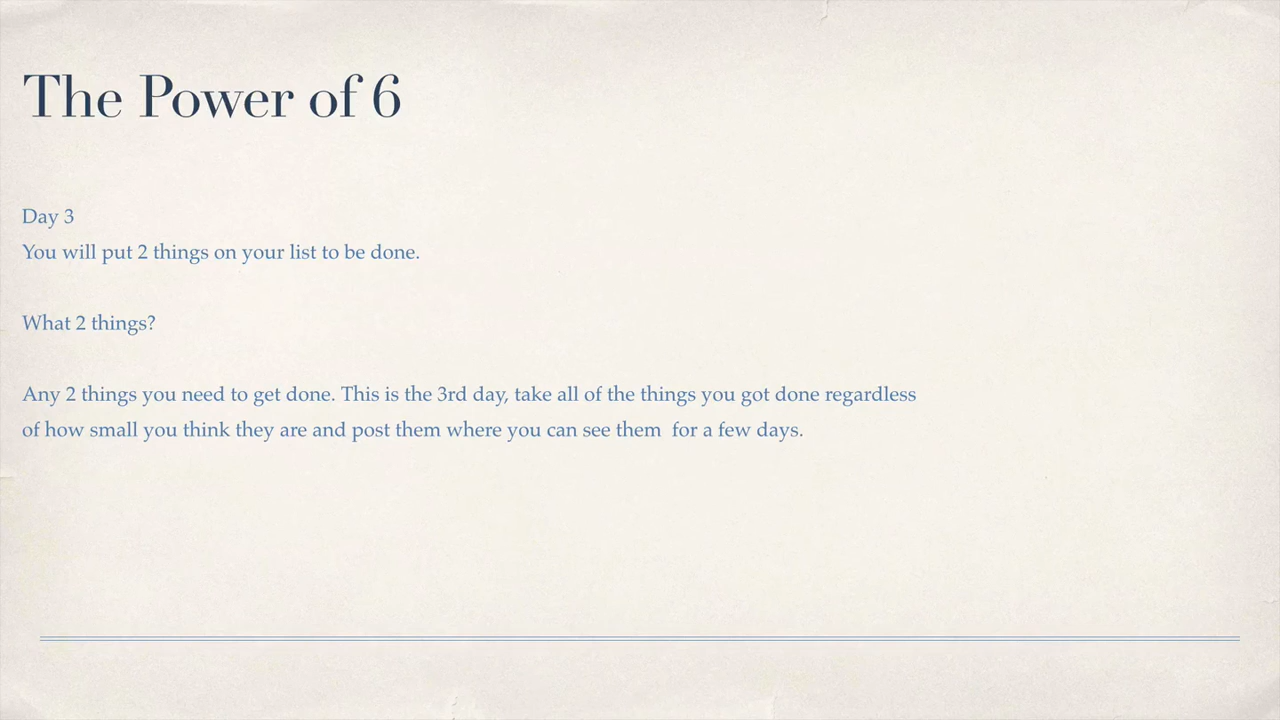 The Power of 6
Day 3
You will put 2 things on your list to be done.
What 2 things?
Any 2 things you need to get done. This is the 3rd day, take all of the things you got done regardless
of how small you think they are and post them where you can see them  for a few days.